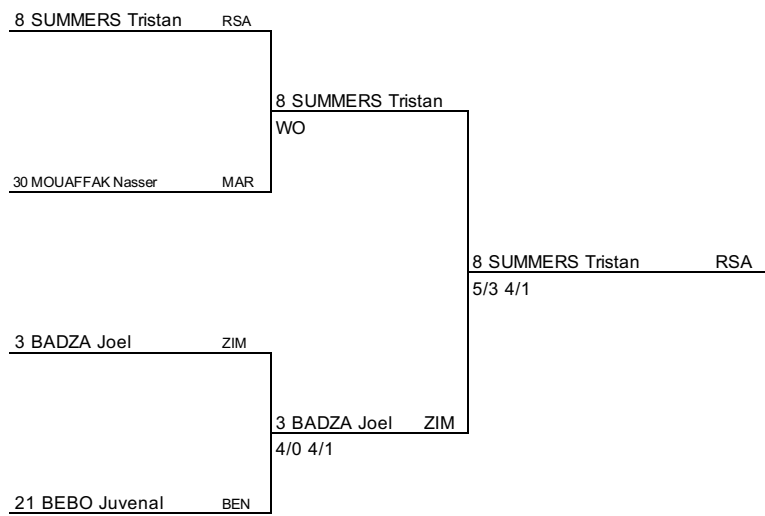 8 SUMMERS Tristan RSA
8 SUMMERS Tristan
WO
30 MOUAFFAK Nasser MAR
8 SUMMERS Tristan RSA
5/3 4/1
3 BADZA Joel ZIM
3 BADZA Joel ZIM
4/0 4/1
21 BEBO Juvenal BEN